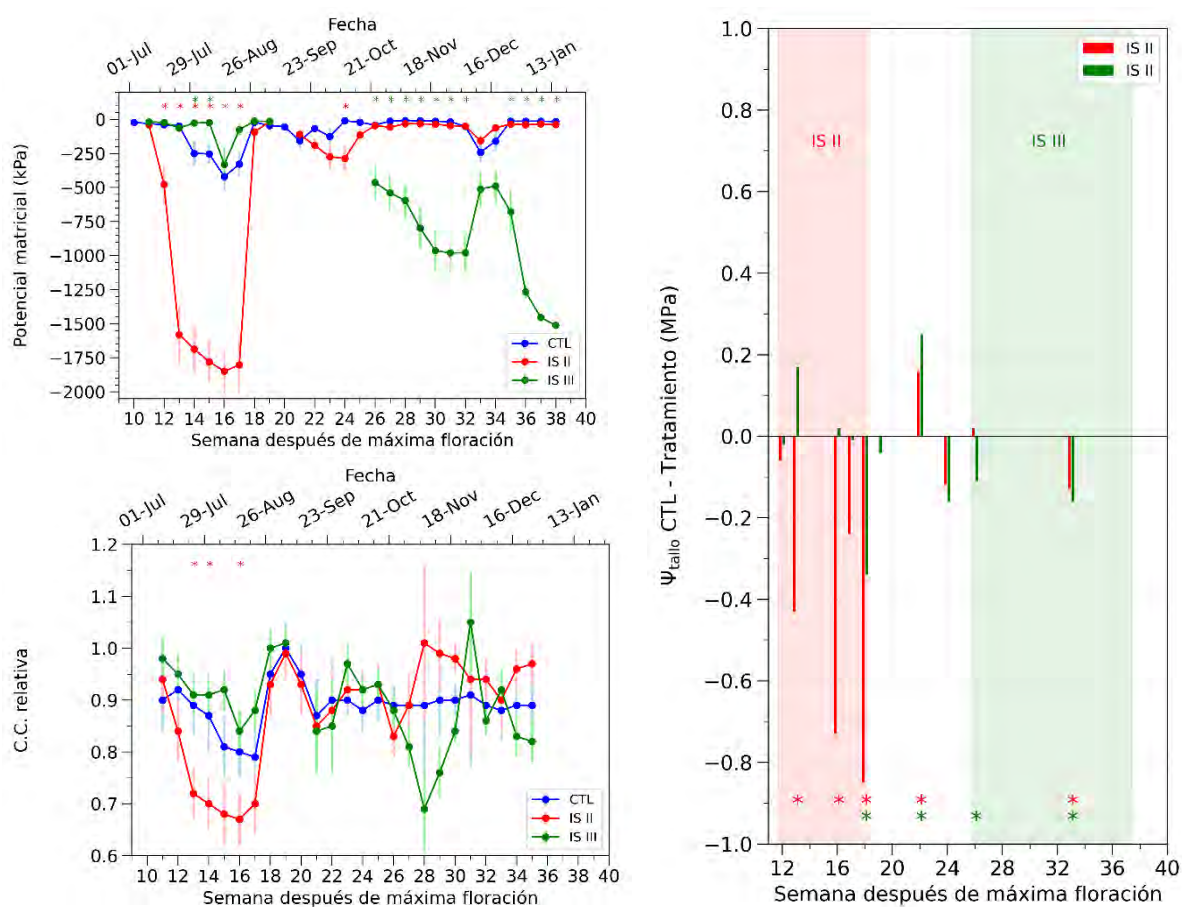 Fecha
01-Jul 29-Jul 26-Aug 23-Sep 21-Oct 18-Nov 16-Dec 13-Jan
* * * * * * * * * * * * * * * * * * * *
0
−250
−500
−750
−1000
−1250
−1500
−1750
−2000
Potencial matricial (kPa)
CTL
IS II
IS III
10 12 14 16 18 20 22 24 26 28 30 32 34 36 38 40
Semana después de máxima floración
Fecha
01-Jul 29-Jul 26-Aug 23-Sep 21-Oct 18-Nov 16-Dec 13-Jan
* * *
1.2
1.1
1.0
0.9
0.8
0.7
0.6
C.C. relativa
CTL
IS II
IS III
10 12 14 16 18 20 22 24 26 28 30 32 34 36 38 40
Semana después de máxima floración
1.0
0.8
0.6
0.4
0.2
0.0
−0.2
−0.4
−0.6
−0.8
−1.0
Ψtallo CTL - Tratamiento (MPa)
IS II
IS II
IS II
IS III
* * * * *
* * * *
12 16 20 24 28 32 36 40
Semana después de máxima floración